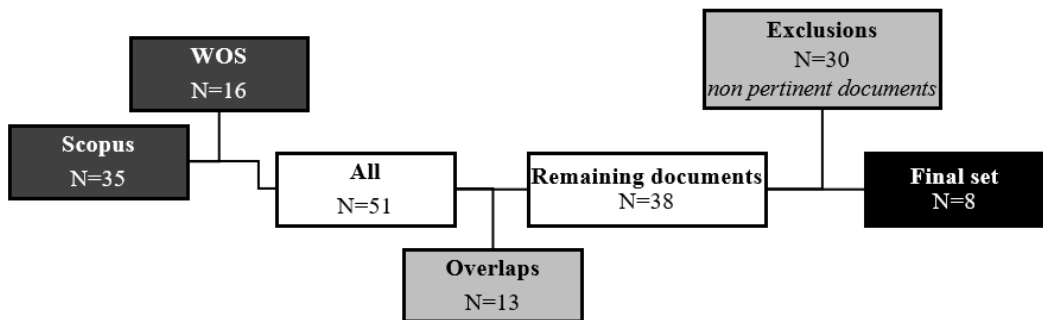 WOS
N=16
Scopus
N=35
All
N=51
Overlaps
N=13
Remaining documents
N=38
Exclusions
N=30
non pertinent documents
Final set
N=8